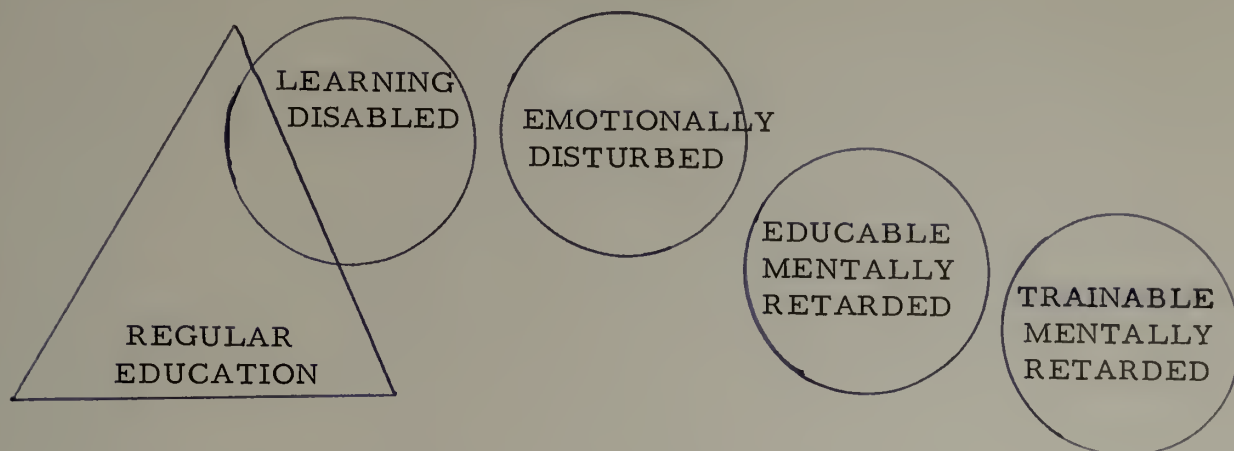 LEARNING
DISABLED
EMOTIONALLY
DISTURBED
EDUCABLE
MENTALLY
RETARDED
TRAINABLE
MENTALLY
RETARDED
REGULAR
EDUCATION